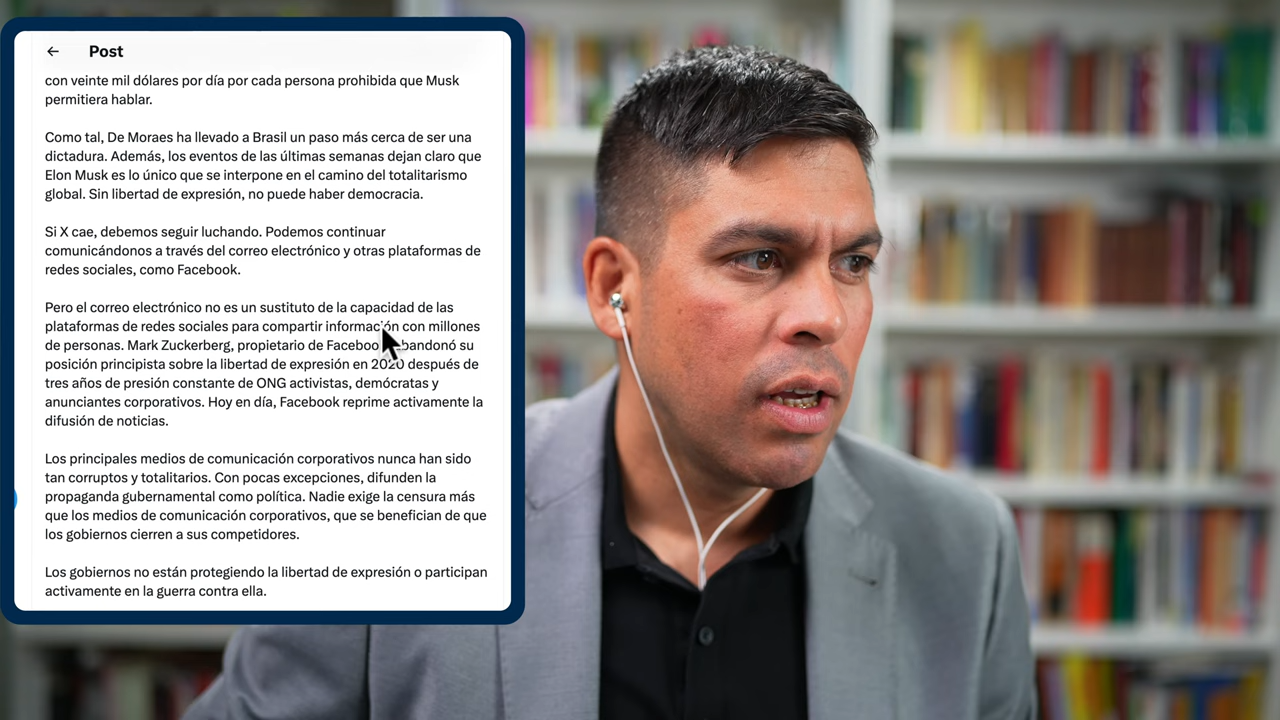 Post
con veinte mil dólares por día por cada persona prohibida que Musk
permitiera hablar.
Como tal, De Moraes ha llevado a Brasil un paso más cerca de ser una
dictadura. Además, los eventos de las últimas semanas dejan claro que
Elon Musk es lo único que se interpone en el camino del totalitarismo
global. Sin libertad de expresión, no puede haber democracia.
Si X cae, debemos seguir luchando. Podemos continuar
comunicándonos a través del correo electrónico y otras plataformas de
redes sociales, como Facebook.
Pero el correo electrónico no es un sustituto de la capacidad de las
plataformas de redes sociales para compartir información con millones
de personas. Mark Zuckerberg, propietario de Facebook, abandonó su
posición principista sobre la libertad de expresión en 2020 después de
tres años de presión constante de ONG activistas, demócratas y
anunciantes corporativos. Hoy en día, Facebook reprime activamente la
difusión de noticias.
Los principales medios de comunicación corporativos nunca han sido
tan corruptos y totalitarios. Con pocas excepciones, difunden la
propaganda gubernamental como política. Nadie exige la censura más
que los medios de comunicación corporativos, que se benefician de que
los gobiernos cierren a sus competidores.
Los gobiernos no están protegiendo la libertad de expresión o participan
activamente en la guerra contra ella.